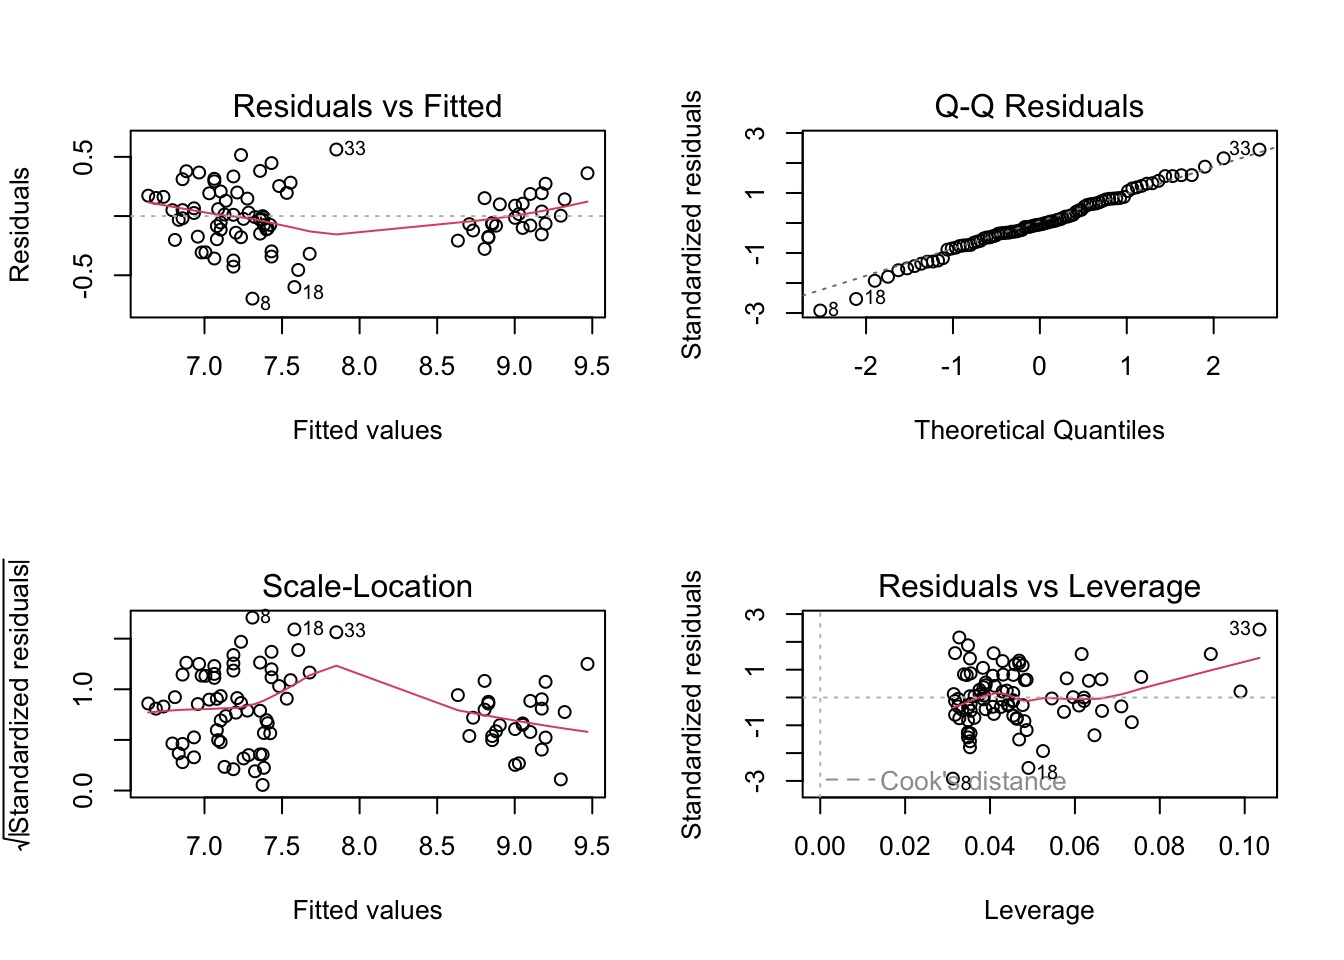 Residuals vs Fitted
Residuals
0.5
-0.5
33
18
8
7.0 7.5 8.0 8.5 9.0 9.5
Fitted values
Q-Q Residuals
Standardized residuals
3
1
-1
-3
33
18
8
-2 -1 0 1 2
Theoretical Quantiles
Scale-Location
√|Standardized residuals|
1.0
0.0
8
18
33
7.0 7.5 8.0 8.5 9.0 9.5
Fitted values
Residuals vs Leverage
Standardized residuals
3
1
-1
-3
33
18
8
Cook's distance
0.00 0.02 0.04 0.06 0.08 0.10
Leverage